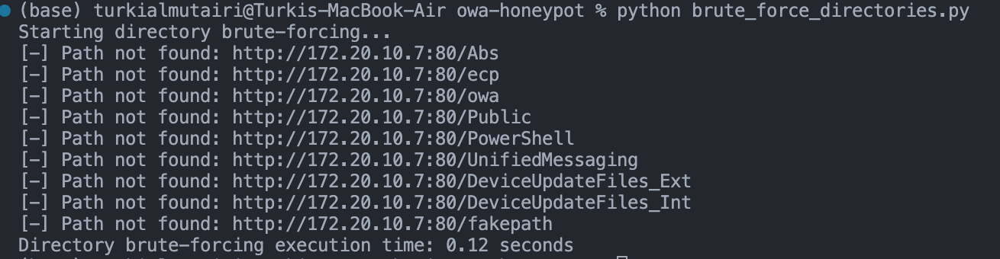 (base) turkialmutairi@Turkis-MacBook-Air owa-honeypot % python brute_force_directories.py
Starting directory brute-forcing...
[-] Path not found: http://172.20.10.7:80/Abs
[-] Path not found: http://172.20.10.7:80/ecp
[-] Path not found: http://172.20.10.7:80/owa
[-] Path not found: http://172.20.10.7:80/Public
[-] Path not found: http://172.20.10.7:80/PowerShell
[-] Path not found: http://172.20.10.7:80/UnifiedMessaging
[-] Path not found: http://172.20.10.7:80/DeviceUpdateFiles_Ext
[-] Path not found: http://172.20.10.7:80/DeviceUpdateFiles_Int
[-] Path not found: http://172.20.10.7:80/fakepath
Directory brute-forcing execution time: 0.12 seconds